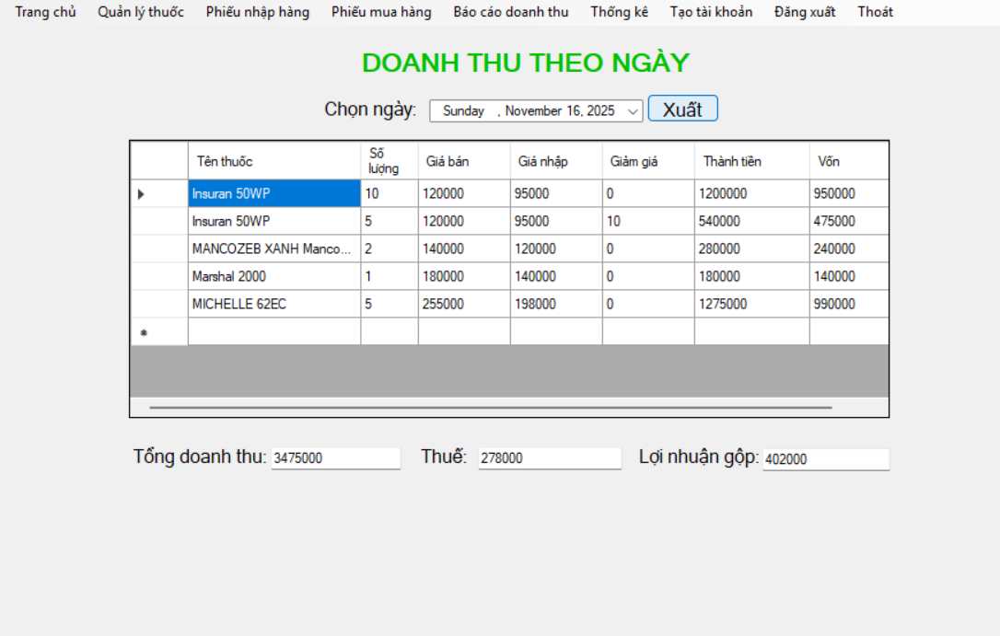 Trang chủ Quản lý thuốc Phiếu nhập hàng Phiếu mua hàng Báo cáo doanh thu Thống kê Tạo tài khoản Đăng xuất Thoát
DOANH THU THEO NGÀY
Chọn ngày: Sunday , November 16, 2025 Xuất
Tên thuốc Số lượng Giá bán Giá nhập Giảm giá Thành tiền Vốn
Insuran 50WP 10 120000 95000 0 1200000 950000
Insuran 50WP 5 120000 95000 10 540000 475000
MANCOZEB XANH Manco... 2 140000 120000 0 280000 240000
Marshal 2000 1 180000 140000 0 180000 140000
MICHELLE 62EC 5 255000 198000 0 1275000 990000
Tổng doanh thu: 3475000 Thuế: 278000 Lợi nhuận gộp: 402000